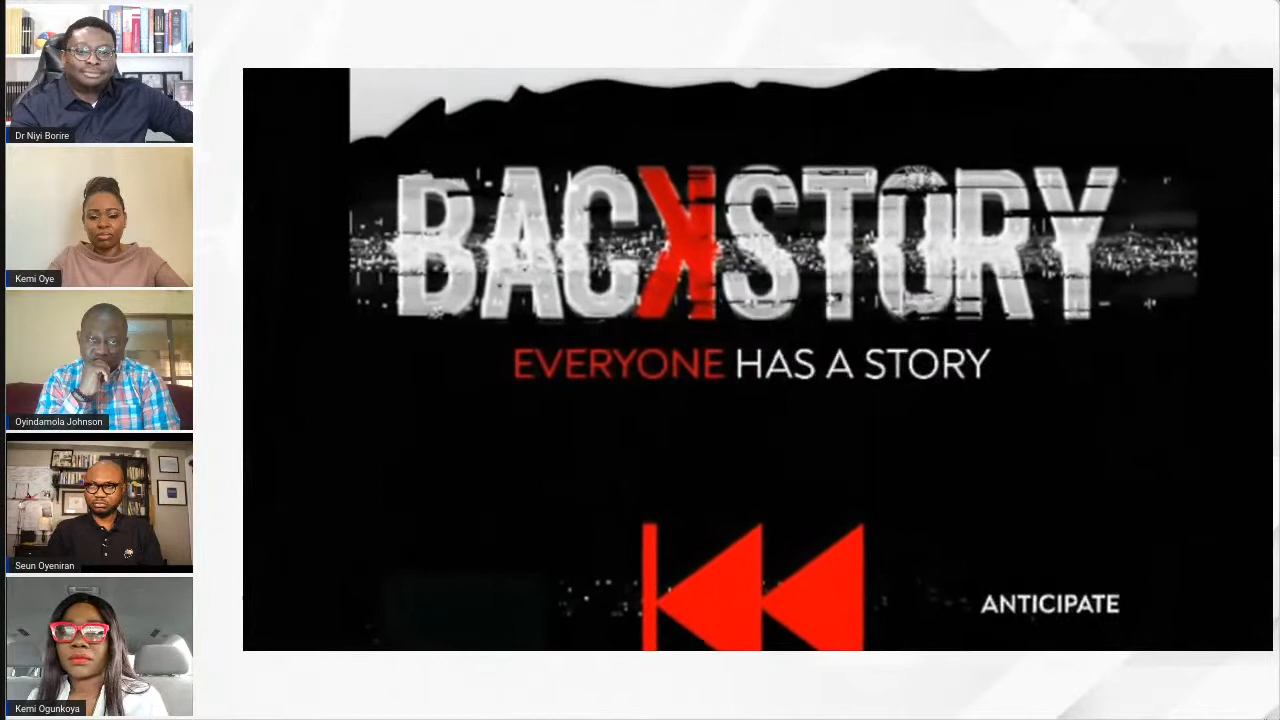 Dr Niyi Borire
Kemi Oye
Oyindamola Johnson
Seun Oyeniran
Kemi Ogunkoya
BACKSTORY
EVERYONE HAS A STORY
ANTICIPATE